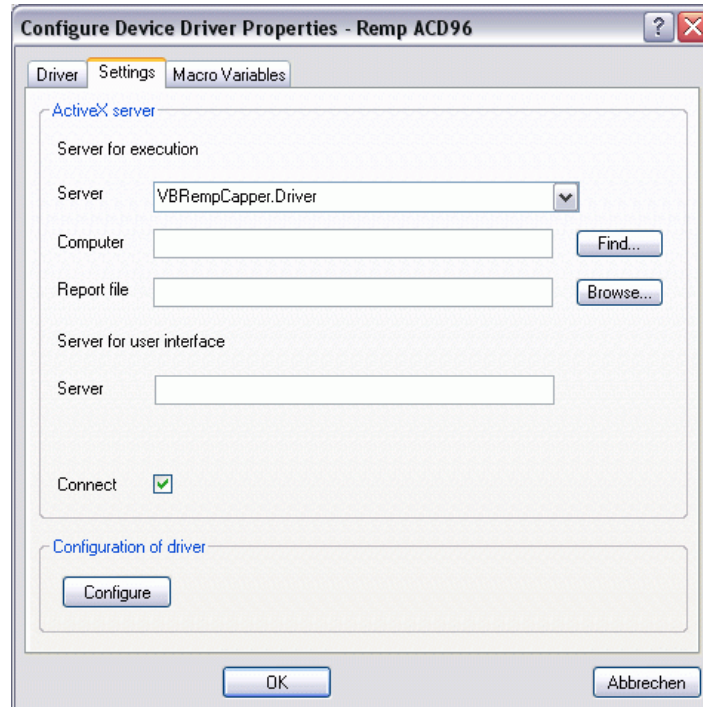 Configure Device Driver Properties - Remp ACD96 ?
Driver Settings Macro Variables
ActiveX server
Server for execution
Server VBRempCapper.Driver
Computer Find...
Report file Browse...
Server for user interface
Server
Connect
Configuration of driver
Configure
OK Abbrechen